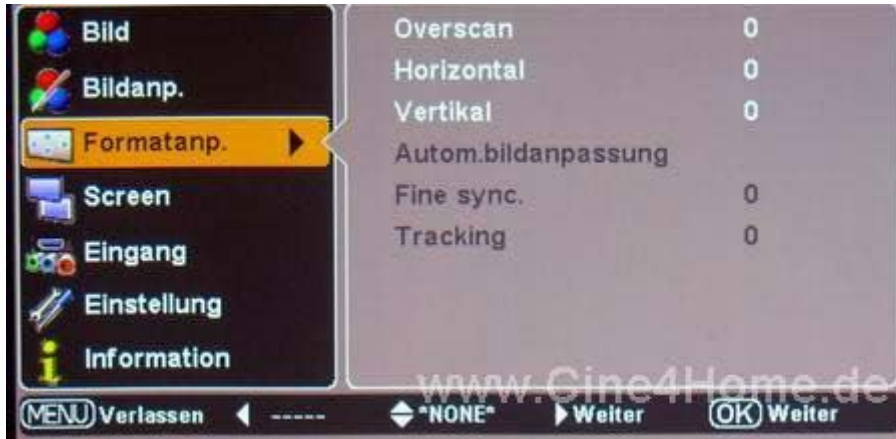 Bild
Bildanp.
Formatanp.
Screen
Eingang
Einstellung
Information
Overscan 0
Horizontal 0
Vertikal 0
Autom.bildanpassung
Fine sync. 0
Tracking 0
www.Cine4Home.de
MENU Verlassen ----- *NONE* Weiter OK Weiter